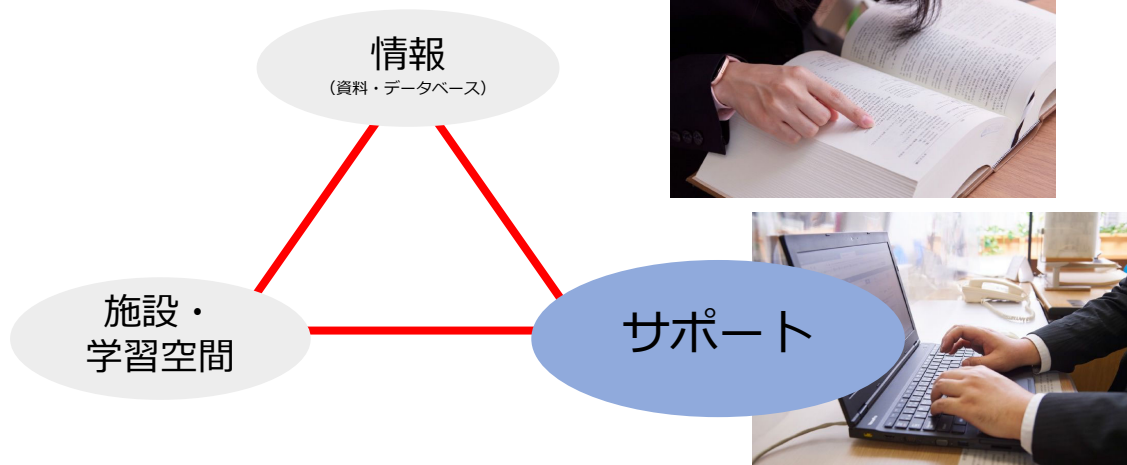 情報
（資料・データベース）
施設・
学習空間
サポート